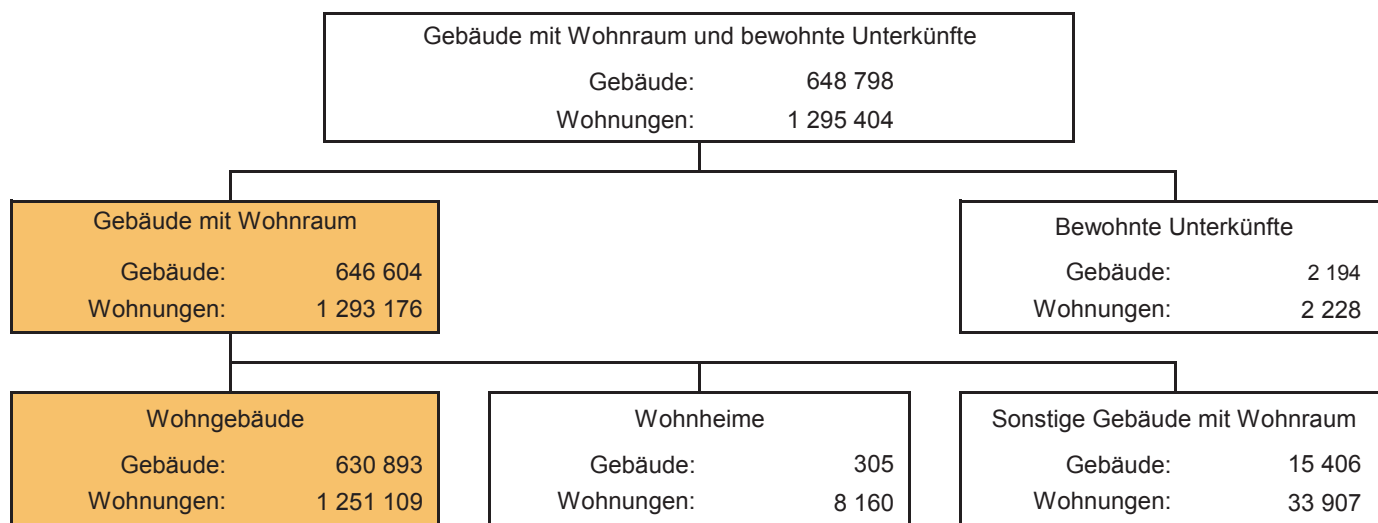 Gebäude mit Wohnraum und bewohnte Unterkünfte
Gebäude: 648 798
Wohnungen: 1 295 404
Gebäude mit Wohnraum
Gebäude: 646 604
Wohnungen: 1 293 176
Bewohnte Unterkünfte
Gebäude: 2 194
Wohnungen: 2 228
Wohngebäude
Gebäude: 630 893
Wohnungen: 1 251 109
Wohnheime
Gebäude: 305
Wohnungen: 8 160
Sonstige Gebäude mit Wohnraum
Gebäude: 15 406
Wohnungen: 33 907